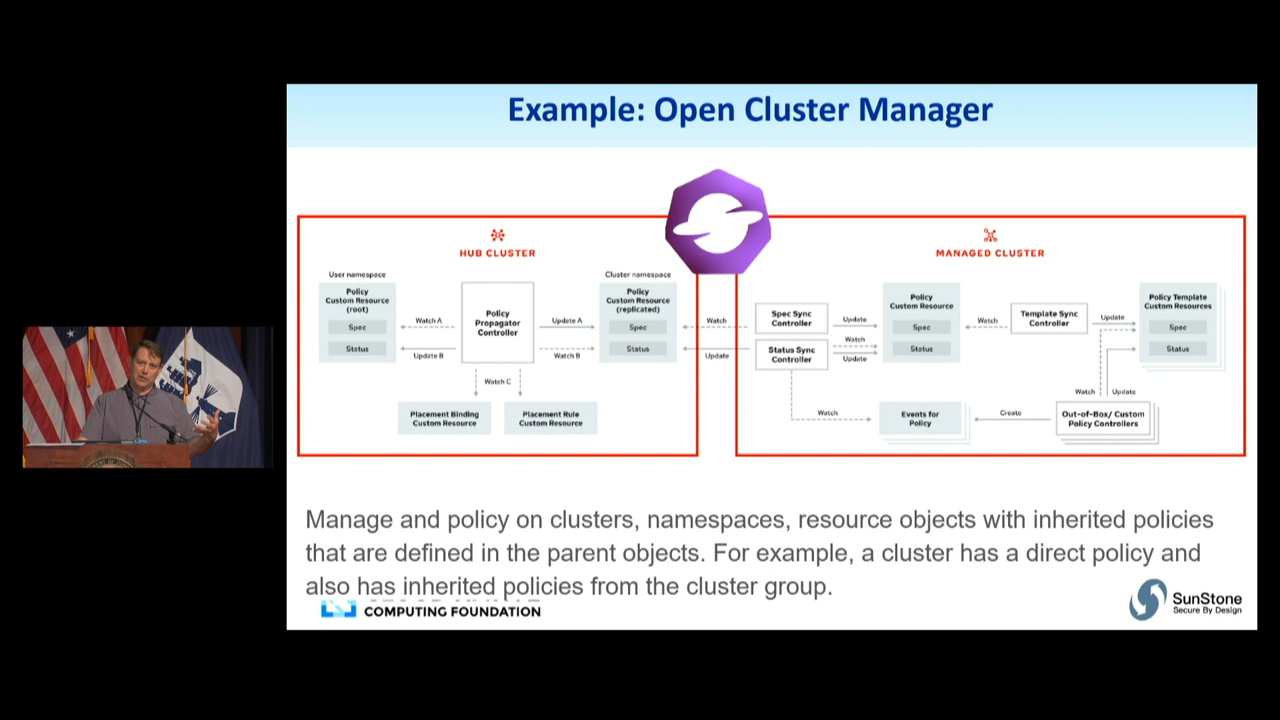 Example: Open Cluster Manager
HUB CLUSTER
User namespace
Policy
Custom Resource
(root)
Spec
Status
Watch A
Update B
Policy
Propagator
Controller
Update A
Watch B
Watch C
Cluster namespace
Policy
Custom Resource
(replicated)
Spec
Status
Placement Binding
Custom Resource
Placement Rule
Custom Resource
Watch
Update
MANAGED CLUSTER
Spec Sync
Controller
Status Sync
Controller
Update
Watch
Update
Watch
Policy
Custom Resource
Spec
Status
Watch
Template Sync
Controller
Update
Policy Template
Custom Resources
Spec
Status
Watch
Update
Events for
Policy
Create
Out-of-Box/ Custom
Policy Controllers
Manage and policy on clusters, namespaces, resource objects with inherited policies
that are defined in the parent objects. For example, a cluster has a direct policy and
also has inherited policies from the cluster group.
COMPUTING FOUNDATION
SunStone
Secure By Design